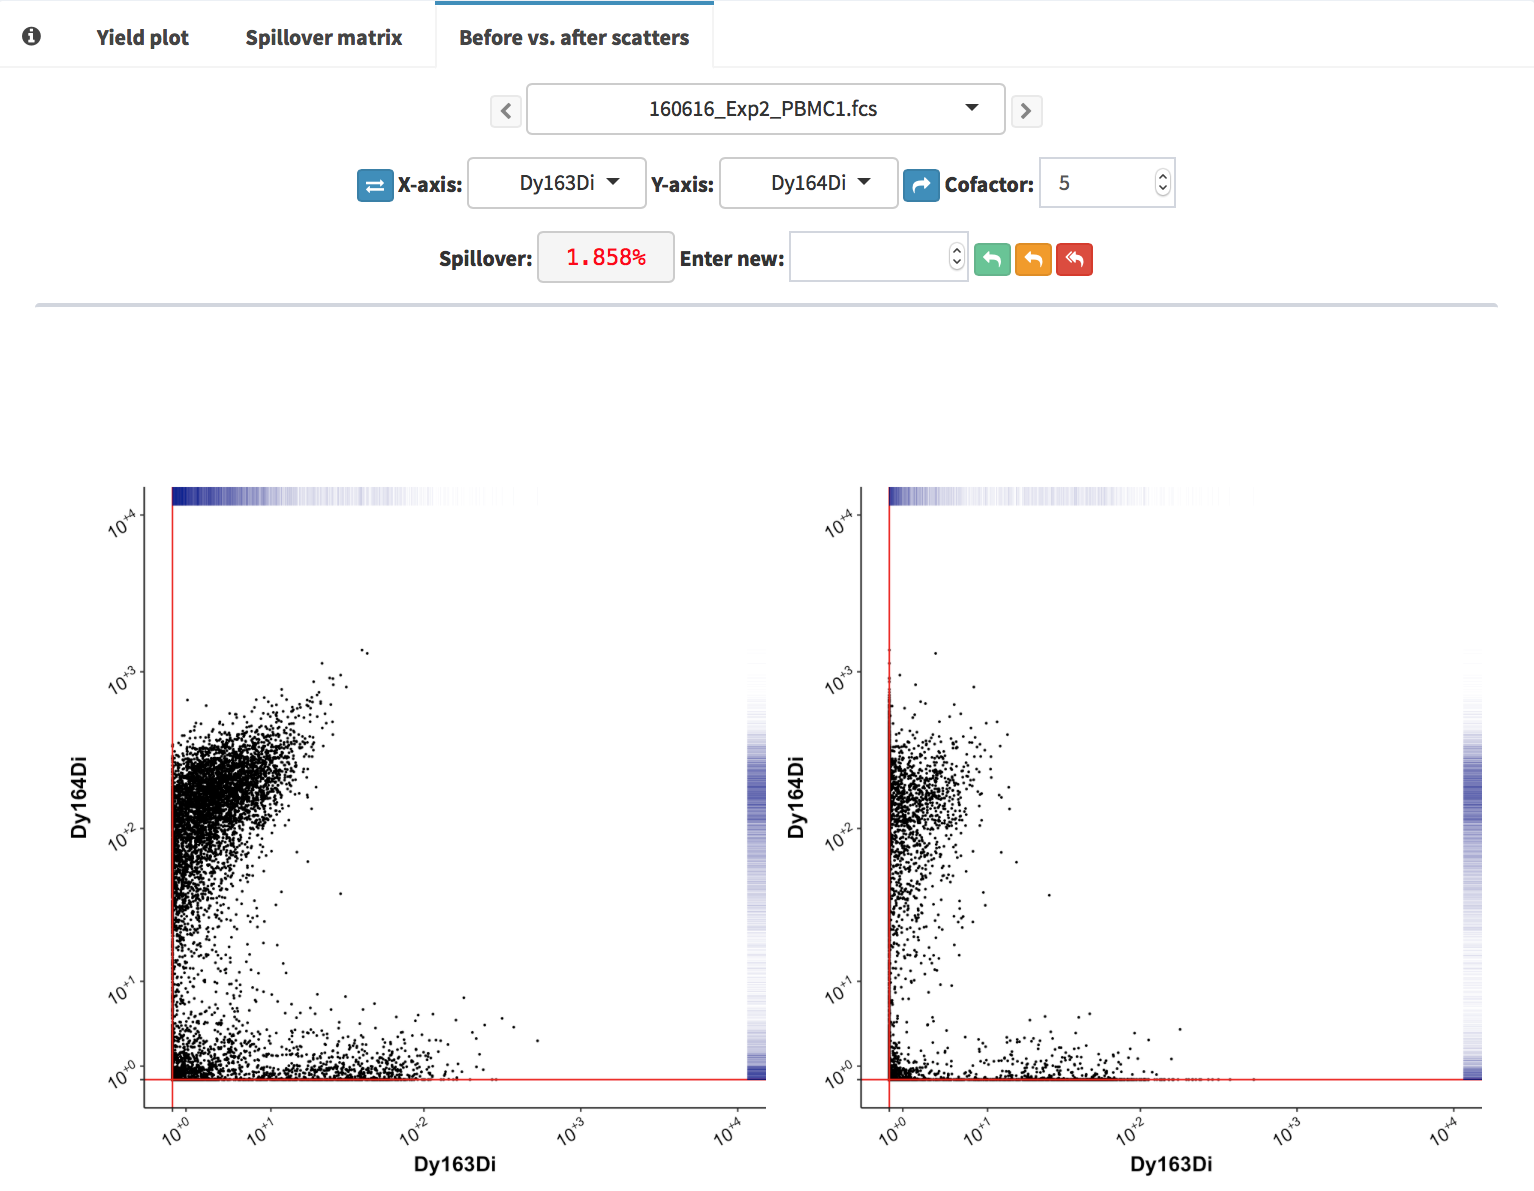 Yield plot Spillover matrix Before vs. after scatters
160616_Exp2_PBMC1.fcs
X-axis: Dy163Di Y-axis: Dy164Di Cofactor: 5
Spillover: 1.858% Enter new:
10+4 10+4
10+3 10+3
Dy164Di Dy164Di
10+2 10+2
10+1 10+1
10+0 10+0
10+0 10+1 10+2 10+3 10+4 10+0 10+1 10+2 10+3 10+4
Dy163Di Dy163Di